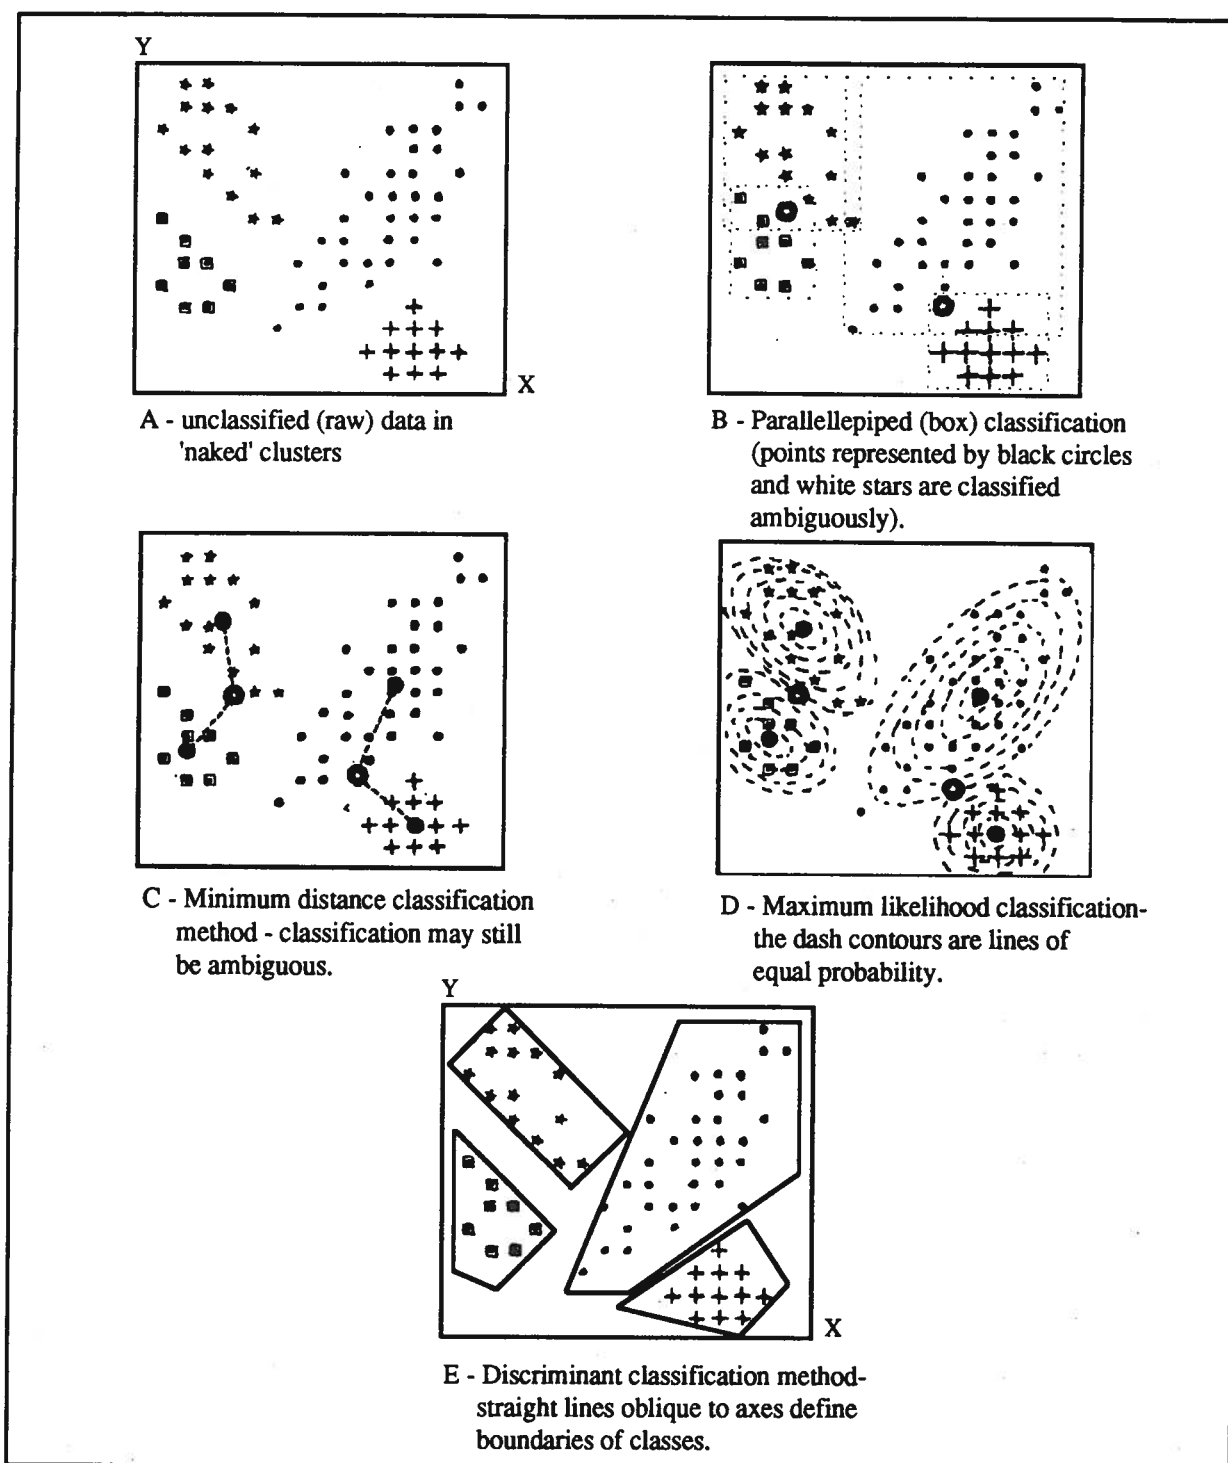 Y
X
A - unclassified (raw) data in
'naked' clusters
B - Parallellepiped (box) classification
(points represented by black circles
and white stars are classified
ambiguously).
C - Minimum distance classification
method - classification may still
be ambiguous.
D - Maximum likelihood classification-
the dash contours are lines of
equal probability.
Y
X
E - Discriminant classification method-
straight lines oblique to axes define
boundaries of classes.